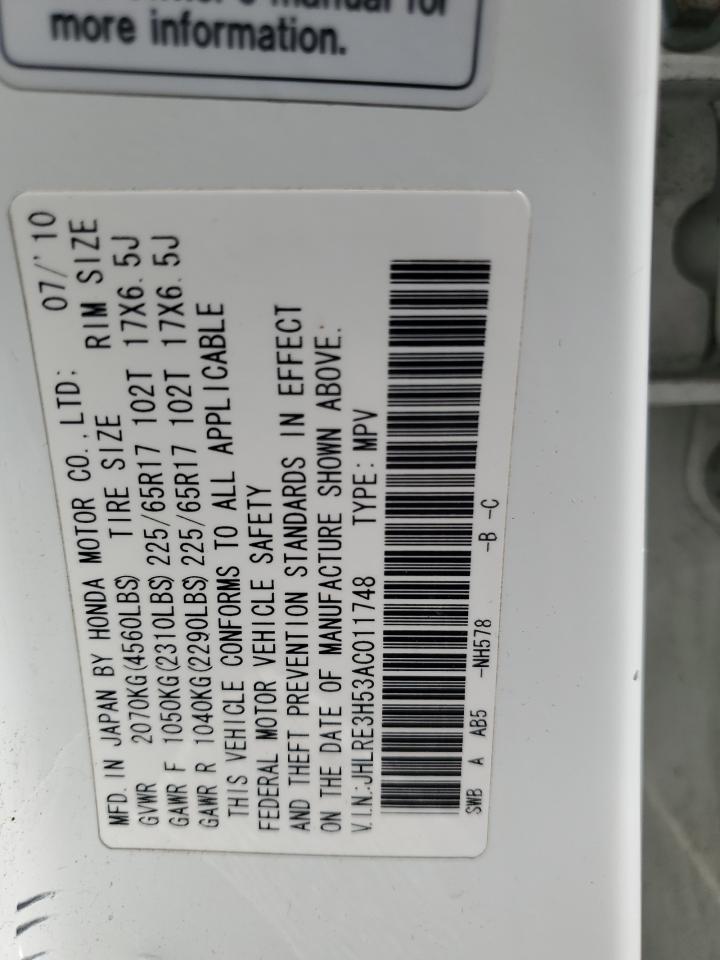 manual for
more information.
MFD. IN JAPAN BY HONDA MOTOR CO., LTD: 07/'10
GVWR 2070KG(4560LBS) TIRE SIZE RIM SIZE
GAWR F 1050KG(2310LBS) 225/65R17 102T 17X6.5J
GAWR R 1040KG(2290LBS) 225/65R17 102T 17X6.5J
THIS VEHICLE CONFORMS TO ALL APPLICABLE
FEDERAL MOTOR VEHICLE SAFETY
AND THEFT PREVENTION STANDARDS IN EFFECT
ON THE DATE OF MANUFACTURE SHOWN ABOVE.
V.I.N.:JHLRE3H53AC011748 TYPE: MPV
SWB A AB5 -NH578 -B -C